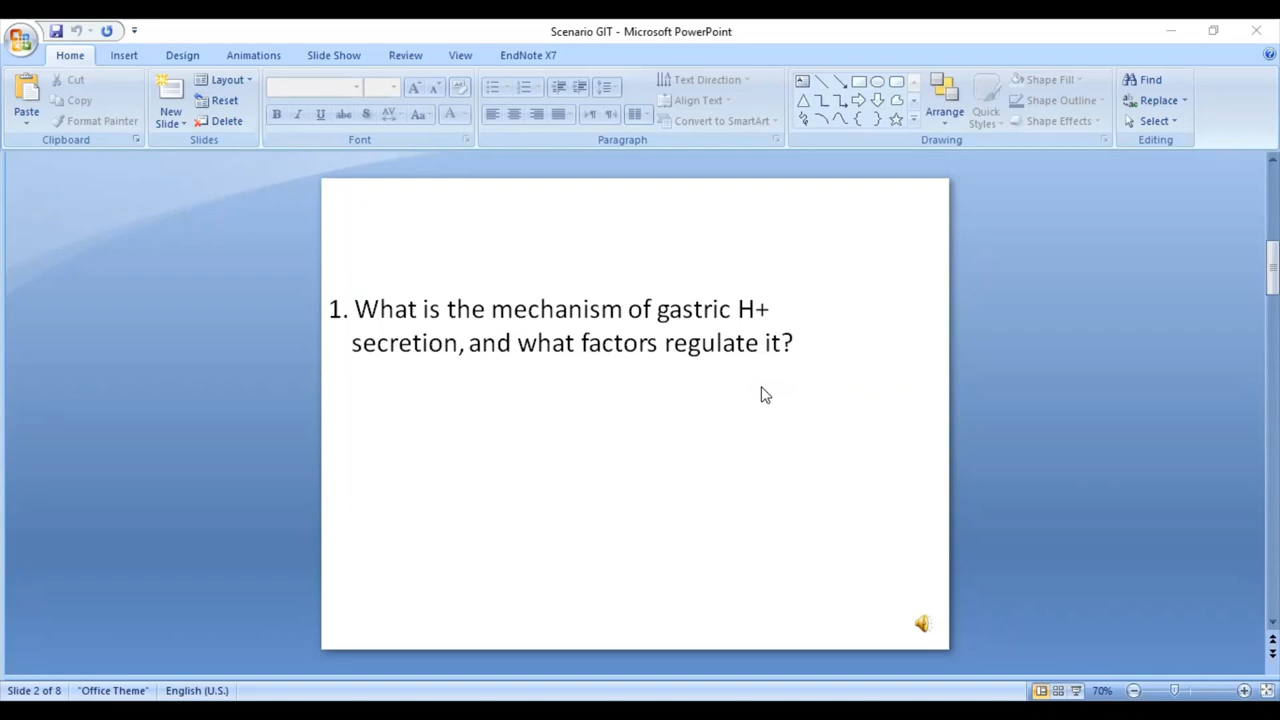 Scenario GIT - Microsoft PowerPoint
Home Insert Design Animations Slide Show Review View EndNote X7
Paste
Cut
Copy
Format Painter
Clipboard
New
Slide
Layout
Reset
Delete
Slides
B I U abc S AV Aa A
Font
Text Direction
Align Text
Convert to SmartArt
Paragraph
Arrange
Quick
Styles
Shape Fill
Shape Outline
Shape Effects
Drawing
Find
Replace
Select
Editing
1. What is the mechanism of gastric H+
secretion, and what factors regulate it?
Slide 2 of 8 "Office Theme" English (U.S.) 70%